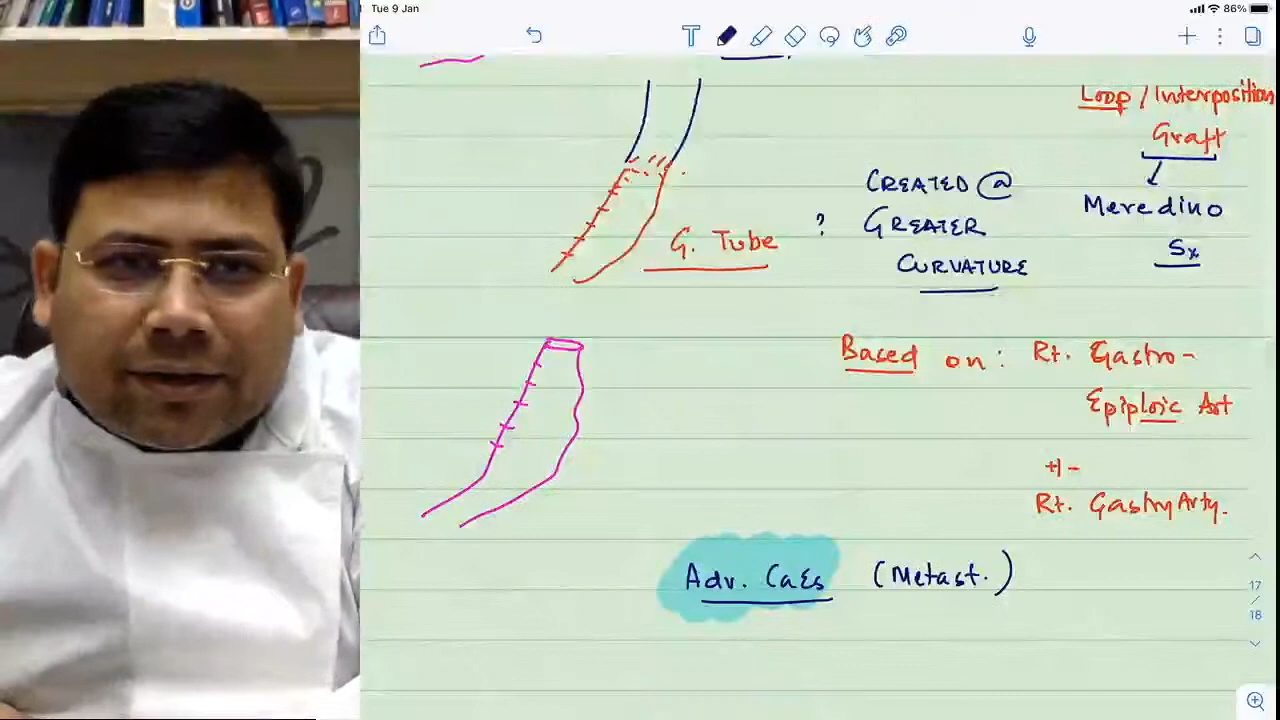 Tue 9 Jan
86%
T
Loop / Interposition
Graft
Meredino
Sx
CREATED @
? GREATER
CURVATURE
G. Tube
Based on: Rt. Gastro-
Epiploic Art
+/-
Rt. Gastry Arty.
Adv. CaEs (Metast.)
17
/
18